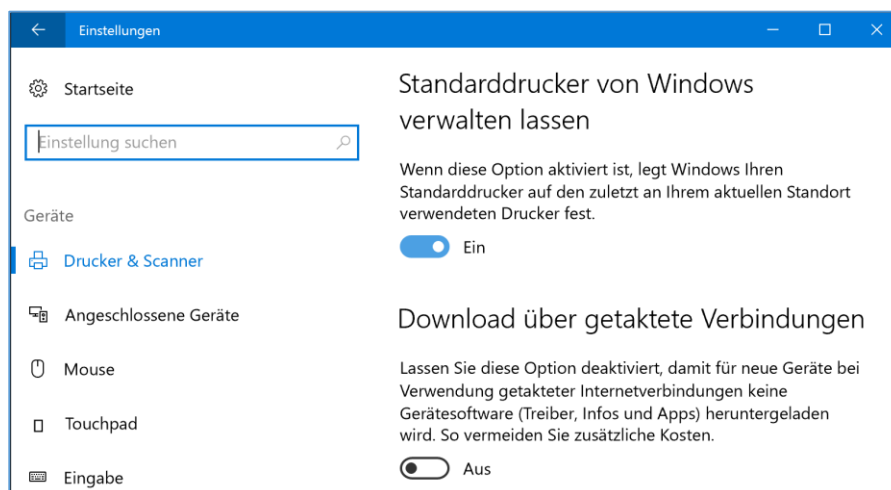 Einstellungen
Startseite
Einstellung suchen
Geräte
Drucker & Scanner
Angeschlossene Geräte
Mouse
Touchpad
Eingabe
Standarddrucker von Windows
verwalten lassen
Wenn diese Option aktiviert ist, legt Windows Ihren
Standarddrucker auf den zuletzt an Ihrem aktuellen Standort
verwendeten Drucker fest.
Ein
Download über getaktete Verbindungen
Lassen Sie diese Option deaktiviert, damit für neue Geräte bei
Verwendung getakteter Internetverbindungen keine
Gerätesoftware (Treiber, Infos und Apps) heruntergeladen
wird. So vermeiden Sie zusätzliche Kosten.
Aus